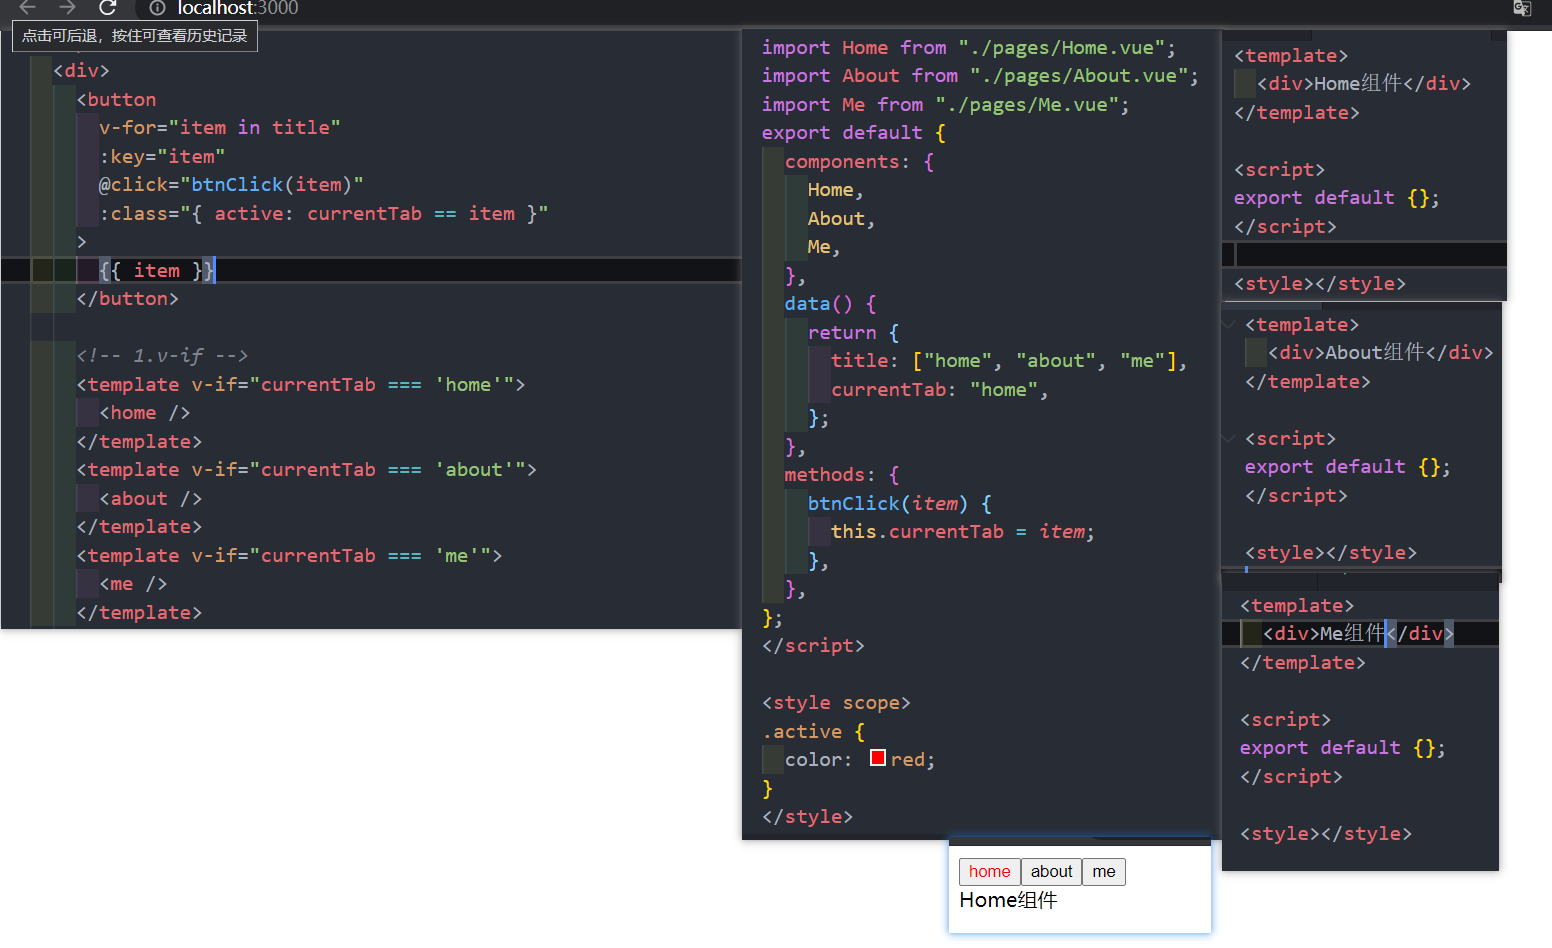 localhost:3000
点击可后退，按住可查看历史记录
<div>
<button
v-for="item in title"
:key="item"
@click="btnClick(item)"
:class="{ active: currentTab == item }"
>
{{ item }}
</button>
<!-- 1.v-if -->
<template v-if="currentTab === 'home'">
<home />
</template>
<template v-if="currentTab === 'about'">
<about />
</template>
<template v-if="currentTab === 'me'">
<me />
</template>
import Home from "./pages/Home.vue";
import About from "./pages/About.vue";
import Me from "./pages/Me.vue";
export default {
components: {
Home,
About,
Me,
},
data() {
return {
title: ["home", "about", "me"],
currentTab: "home",
};
},
methods: {
btnClick(item) {
this.currentTab = item;
},
},
};
</script>
<style scope>
.active {
color: red;
}
</style>
<template>
<div>Home组件</div>
</template>
<script>
export default {};
</script>
<style></style>
<template>
<div>About组件</div>
</template>
<script>
export default {};
</script>
<style></style>
<template>
<div>Me组件</div>
</template>
<script>
export default {};
</script>
<style></style>
home about me
Home组件